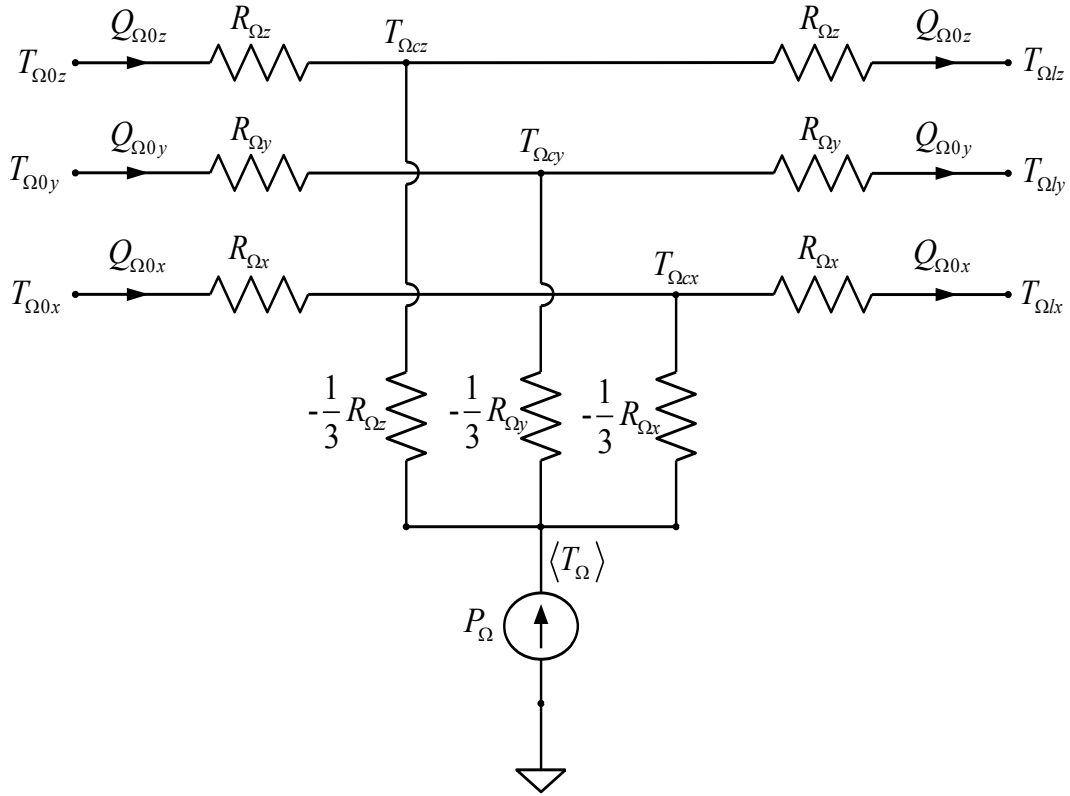 Q_Ω0z R_Ωz T_Ωcz R_Ωz Q_Ω0z
T_Ω0z T_Ωlz
Q_Ω0y R_Ωy T_Ωcy R_Ωy Q_Ω0y
T_Ω0y T_Ωly
Q_Ω0x R_Ωx T_Ωcx R_Ωx Q_Ω0x
T_Ω0x T_Ωlx
-1/3 R_Ωz -1/3 R_Ωy -1/3 R_Ωx
⟨T_Ω⟩
P_Ω